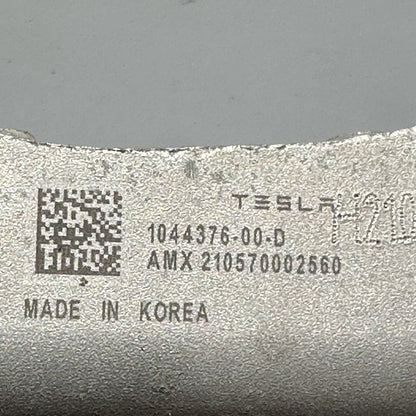 TESLA
1044376-00-D
AMX 210570002560
MADE IN KOREA